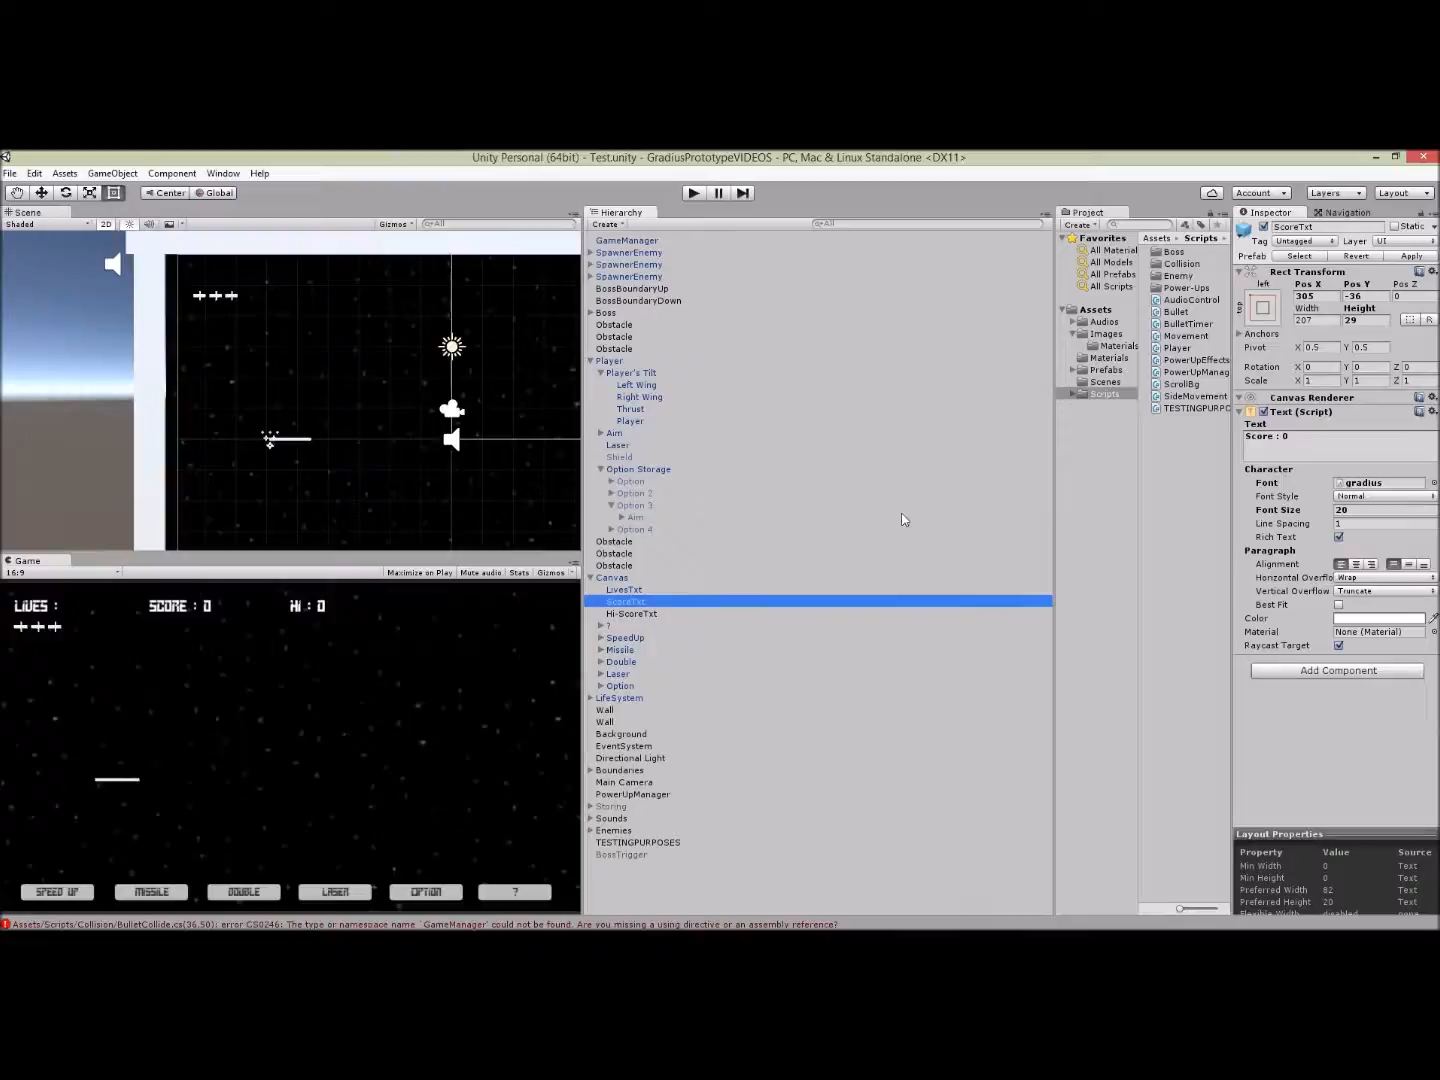 Unity Personal (64bit) - Test.unity - GradiusPrototypeVIDEOS - PC, Mac & Linux Standalone <DX11>
File Edit Assets GameObject Component Window Help
Center Global Account Layers Layout
Scene
Shaded 2D Gizmos All
Hierarchy
Create All
GameManager
SpawnerEnemy
SpawnerEnemy
SpawnerEnemy
BossBoundaryUp
BossBoundaryDown
Boss
Obstacle
Obstacle
Obstacle
Player
Player's Tilt
Left Wing
Right Wing
Thrust
Player
Aim
Laser
Shield
Option Storage
Option
Option 2
Option 3
Aim
Option 4
Obstacle
Obstacle
Obstacle
Canvas
LivesTxt
ScoreTxt
Hi-ScoreTxt
?
SpeedUp
Missile
Double
Laser
Option
LifeSystem
Wall
Wall
Background
EventSystem
Directional Light
Boundaries
Main Camera
PowerUpManager
Storing
Sounds
Enemies
TESTINGPURPOSES
BossTrigger
Game
16:9 Maximize on Play Mute audio Stats Gizmos
LIVES : SCORE : 0 HI : 0
SPEED UP MISSILE DOUBLE LASER OPTION ?
Project
Create
Favorites
All Material
All Models
All Prefabs
All Scripts
Assets
Audios
Images
Materials
Materials
Prefabs
Scenes
Scripts
Assets Scripts
Boss
Collision
Enemy
Power-Ups
AudioControl
Bullet
BulletTimer
Movement
Player
PowerUpEffects
PowerUpManag
ScrollBg
SideMovement
TESTINGPURPO
Inspector Navigation
ScoreTxt Static
Tag Untagged Layer UI
Prefab Select Revert Apply
Rect Transform
left Pos X Pos Y Pos Z
top 305 -36 0
Width Height
207 29 R
Anchors
Pivot X 0.5 Y 0.5
Rotation X 0 Y 0 Z 0
Scale X 1 Y 1 Z 1
Canvas Renderer
Text (Script)
Text
Score : 0
Character
Font gradius
Font Style Normal
Font Size 20
Line Spacing 1
Rich Text
Paragraph
Alignment
Horizontal Overflo Wrap
Vertical Overflow Truncate
Best Fit
Color
Material None (Material)
Raycast Target
Add Component
Layout Properties
Property Value Source
Min Width 0 Text
Min Height 0 Text
Preferred Width 82 Text
Preferred Height 20 Text
Flexible Width disabled none
Assets/Scripts/Collision/BulletCollide.cs(36,50): error CS0246: The type or namespace name `GameManager' could not be found. Are you missing a using directive or an assembly reference?